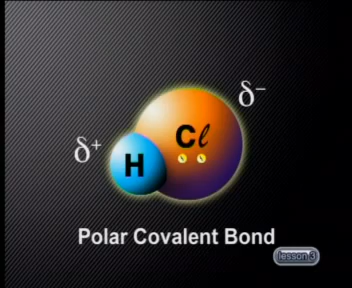 δ−
δ+
H
Cl
Polar Covalent Bond
lesson 3